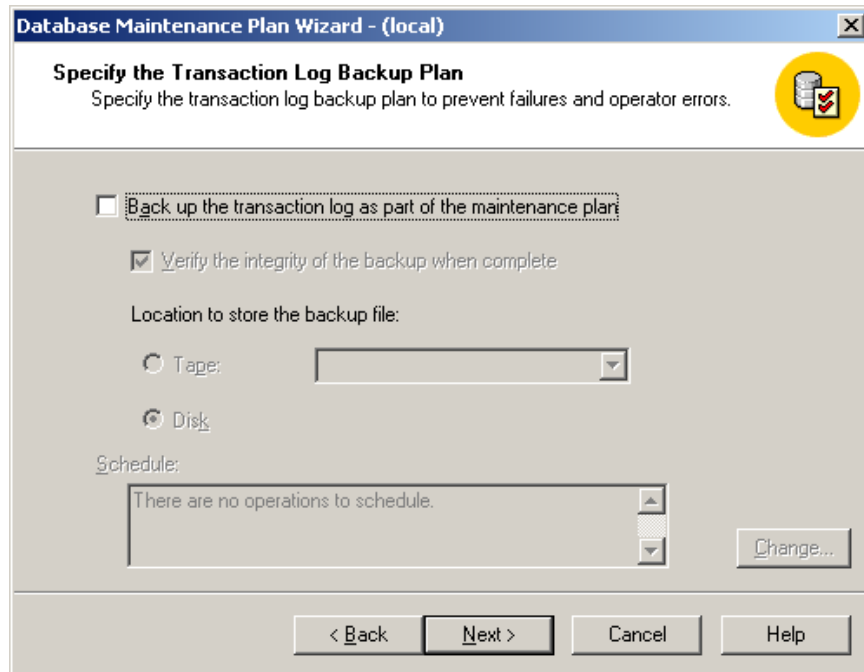 Database Maintenance Plan Wizard - (local)
Specify the Transaction Log Backup Plan
Specify the transaction log backup plan to prevent failures and operator errors.
Back up the transaction log as part of the maintenance plan
Verify the integrity of the backup when complete
Location to store the backup file:
Tape:
Disk
Schedule:
There are no operations to schedule.
Change...
< Back Next > Cancel Help